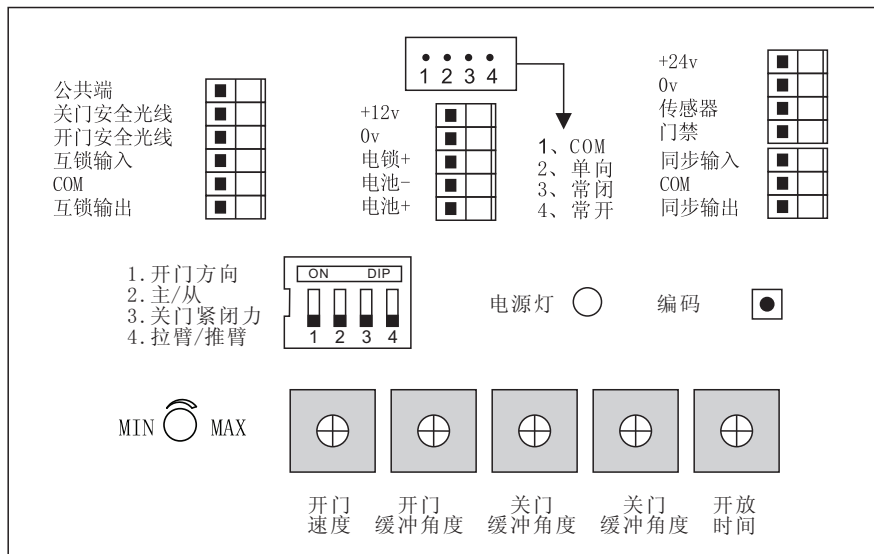 公共端
关门安全光线
开门安全光线
互锁输入
COM
互锁输出
1 2 3 4
+12v
0v
电锁+
电池-
电池+
1、COM
2、单向
3、常闭
4、常开
+24v
0v
传感器
门禁
同步输入
COM
同步输出
1.开门方向
2.主/从
3.关门紧闭力
4.拉臂/推臂
ON DIP
1 2 3 4
电源灯
编码
MIN MAX
开门
速度
开门
缓冲角度
关门
缓冲角度
关门
缓冲角度
开放
时间